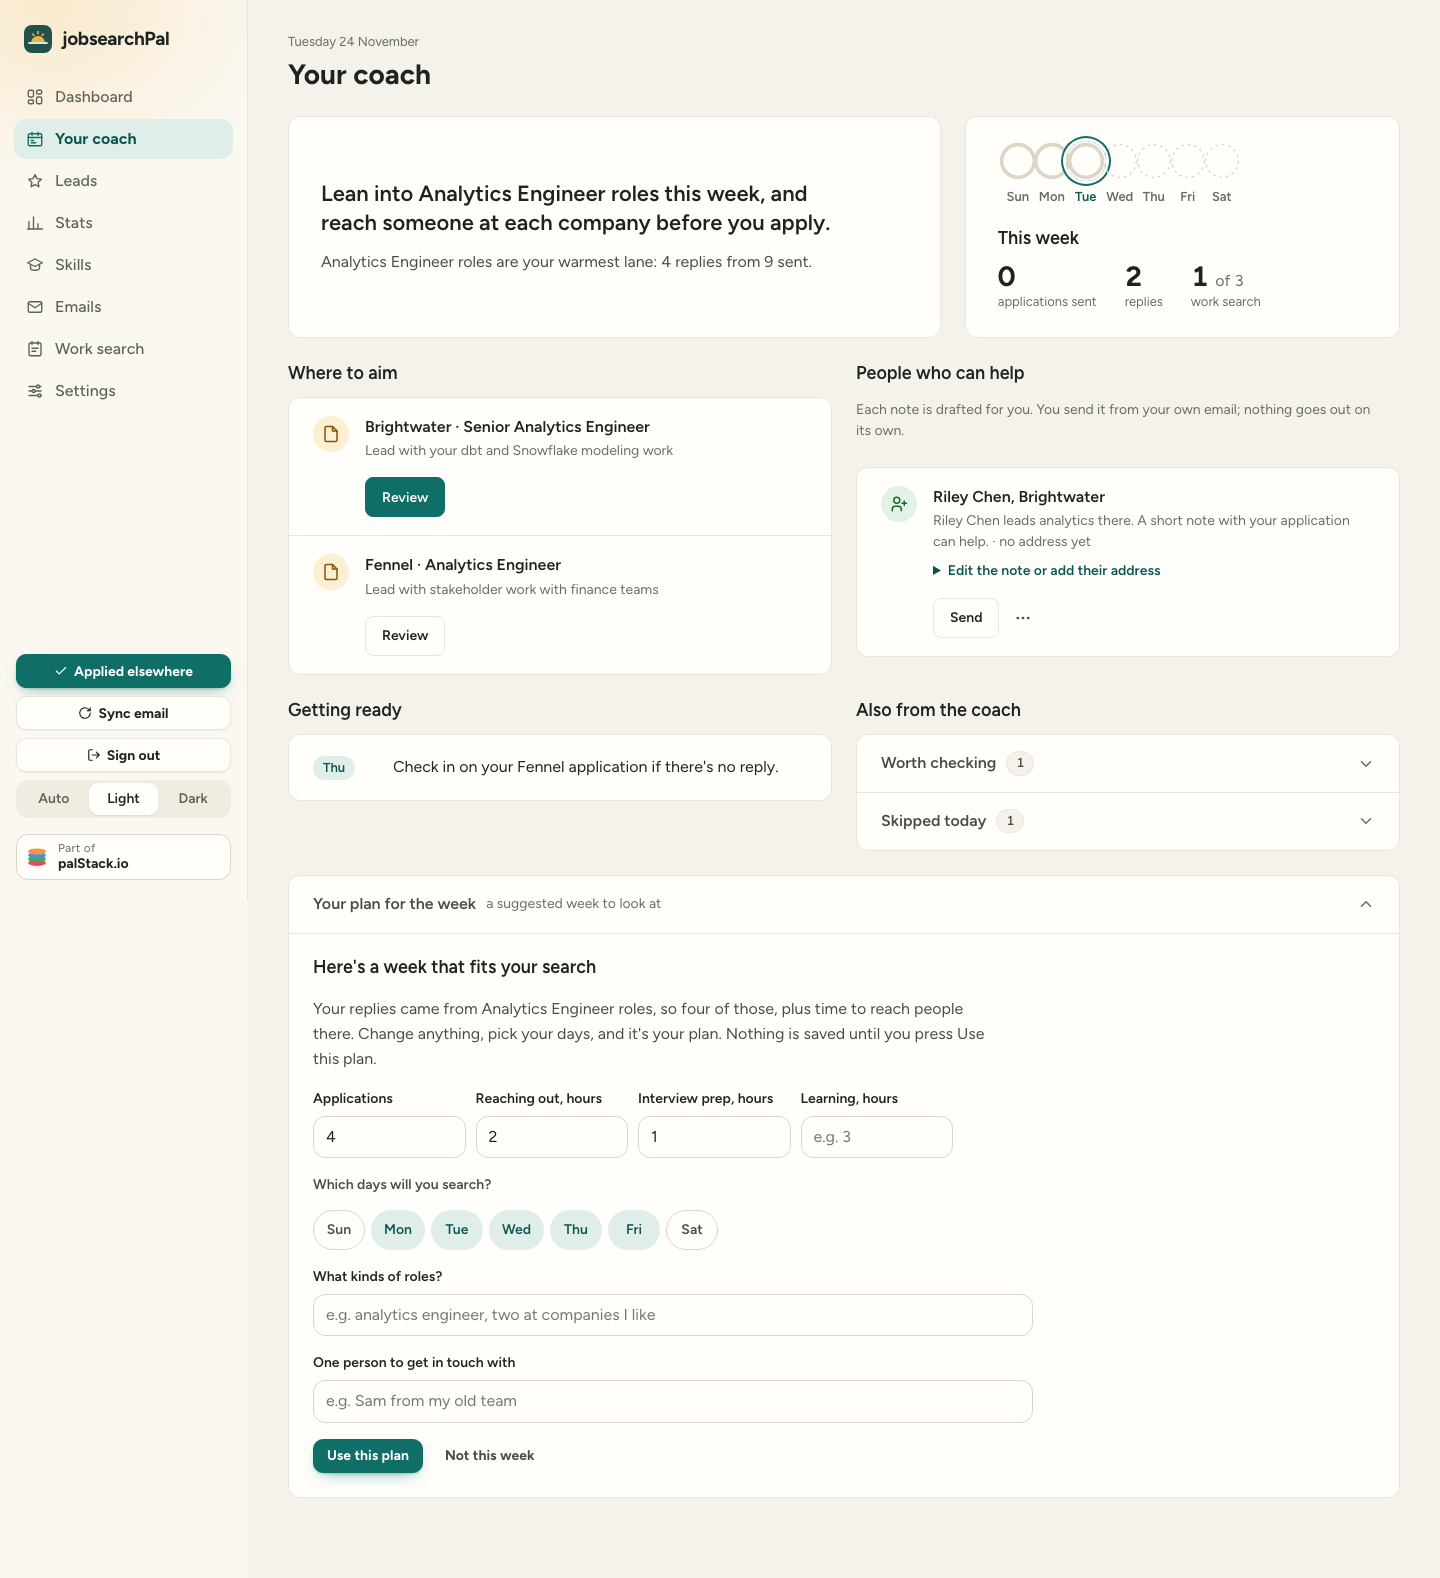 jobsearchPal
Dashboard
Your coach
Leads
Stats
Skills
Emails
Work search
Settings
Applied elsewhere
Sync email
Sign out
Auto
Light
Dark
Part of
palStack.io
Tuesday 24 November
Your coach
Lean into Analytics Engineer roles this week, and
reach someone at each company before you apply.
Analytics Engineer roles are your warmest lane: 4 replies from 9 sent.
Sun Mon Tue Wed Thu Fri Sat
This week
0
applications sent
2
replies
1 of 3
work search
Where to aim
Brightwater · Senior Analytics Engineer
Lead with your dbt and Snowflake modeling work
Review
Fennel · Analytics Engineer
Lead with stakeholder work with finance teams
Review
People who can help
Each note is drafted for you. You send it from your own email; nothing goes out on
its own.
Riley Chen, Brightwater
Riley Chen leads analytics there. A short note with your application
can help. · no address yet
Edit the note or add their address
Send
Getting ready
Thu
Check in on your Fennel application if there's no reply.
Also from the coach
Worth checking 1
Skipped today 1
Your plan for the week a suggested week to look at
Here's a week that fits your search
Your replies came from Analytics Engineer roles, so four of those, plus time to reach people
there. Change anything, pick your days, and it's your plan. Nothing is saved until you press Use
this plan.
Applications
4
Reaching out, hours
2
Interview prep, hours
1
Learning, hours
e.g. 3
Which days will you search?
Sun Mon Tue Wed Thu Fri Sat
What kinds of roles?
e.g. analytics engineer, two at companies I like
One person to get in touch with
e.g. Sam from my old team
Use this plan
Not this week